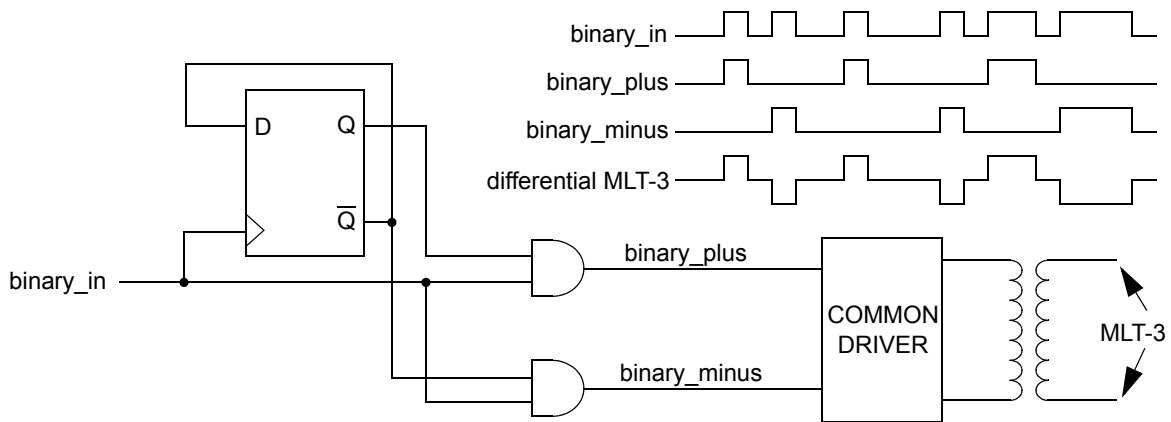 binary_in
binary_plus
binary_minus
differential MLT-3
D Q
Q̅
binary_in
binary_plus
binary_minus
COMMON
DRIVER
MLT-3